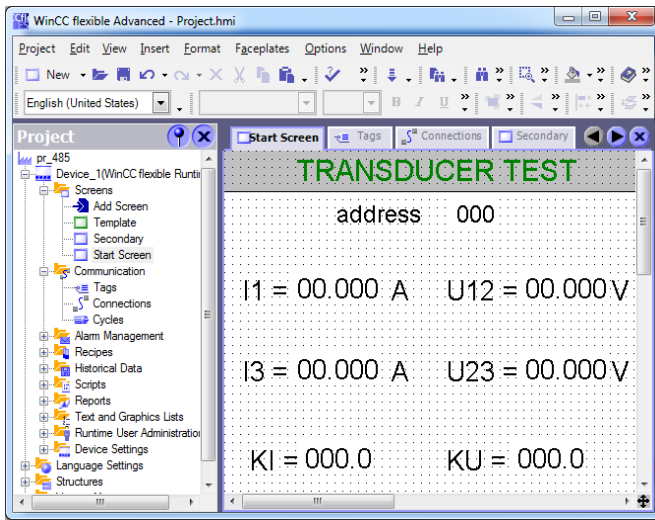 WinCC flexible Advanced - Project.hmi
Project Edit View Insert Format Faceplates Options Window Help
New
English (United States) B I U
Project
Start Screen Tags Connections Secondary
pr_485
Device_1(WinCC flexible Runti
Screens
Add Screen
Template
Secondary
Start Screen
Communication
Tags
Connections
Cycles
Alarm Management
Recipes
Historical Data
Scripts
Reports
Text and Graphics Lists
Runtime User Administration
Device Settings
Language Settings
Structures
TRANSDUCER TEST
address 000
I1 = 00.000 A U12 = 00.000 V
I3 = 00.000 A U23 = 00.000 V
KI = 000.0 KU = 000.0